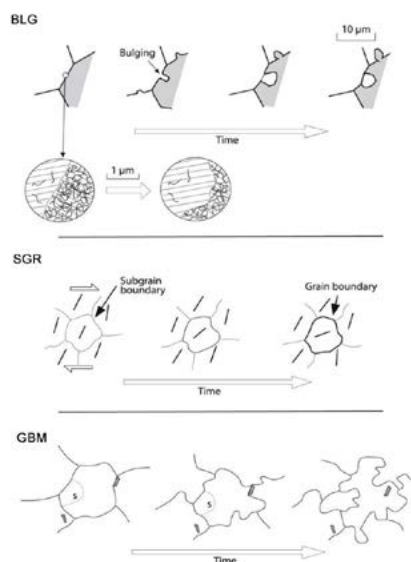 BLG
10 µm
Bulging
Time
1 µm
SGR
Subgrain
boundary
Grain boundary
Time
GBM
S
S
Time